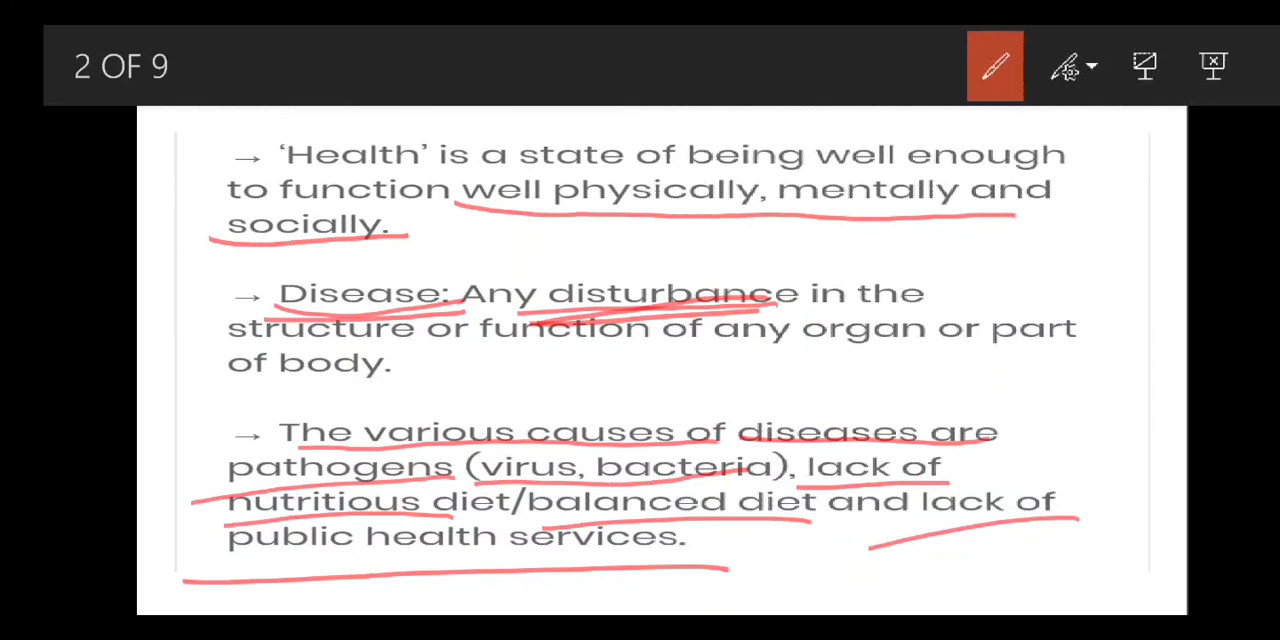 2 OF 9
→ ‘Health’ is a state of being well enough
to function well physically, mentally and
socially.
→ Disease: Any disturbance in the
structure or function of any organ or part
of body.
→ The various causes of diseases are
pathogens (virus, bacteria), lack of
nutritious diet/balanced diet and lack of
public health services.